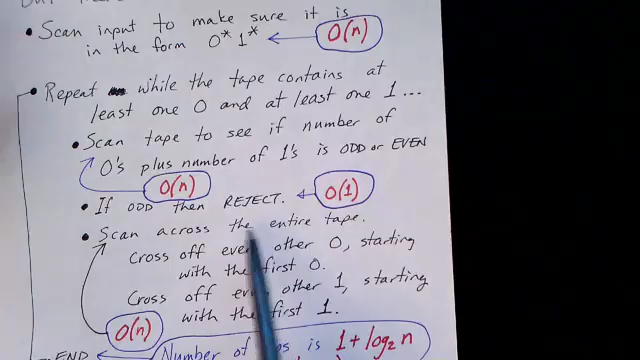 • Scan input to make sure it is
in the form 0* 1* O(n)
• Repeat while the tape contains at
least one 0 and at least one 1 ...
• Scan tape to see if number of
0's plus number of 1's is ODD or EVEN
O(n)
• If ODD then REJECT. O(1)
• Scan across the entire tape.
Cross off every other 0, starting
with the first 0.
Cross off every other 1, starting
with the first 1.
O(n)
END Number of is 1 + log₂ n